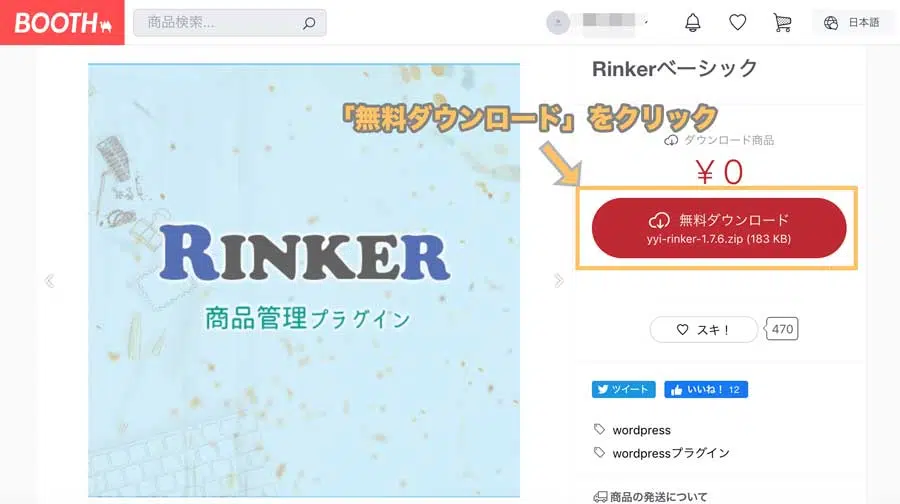 BOOTH
商品検索...
日本語
Rinkerベーシック
「無料ダウンロード」をクリック
ダウンロード商品
¥ 0
無料ダウンロード
yyi-rinker-1.7.6.zip (183 KB)
RINKER
商品管理プラグイン
スキ！
470
ツイート
いいね！ 12
wordpress
wordpressプラグイン
商品の発送について